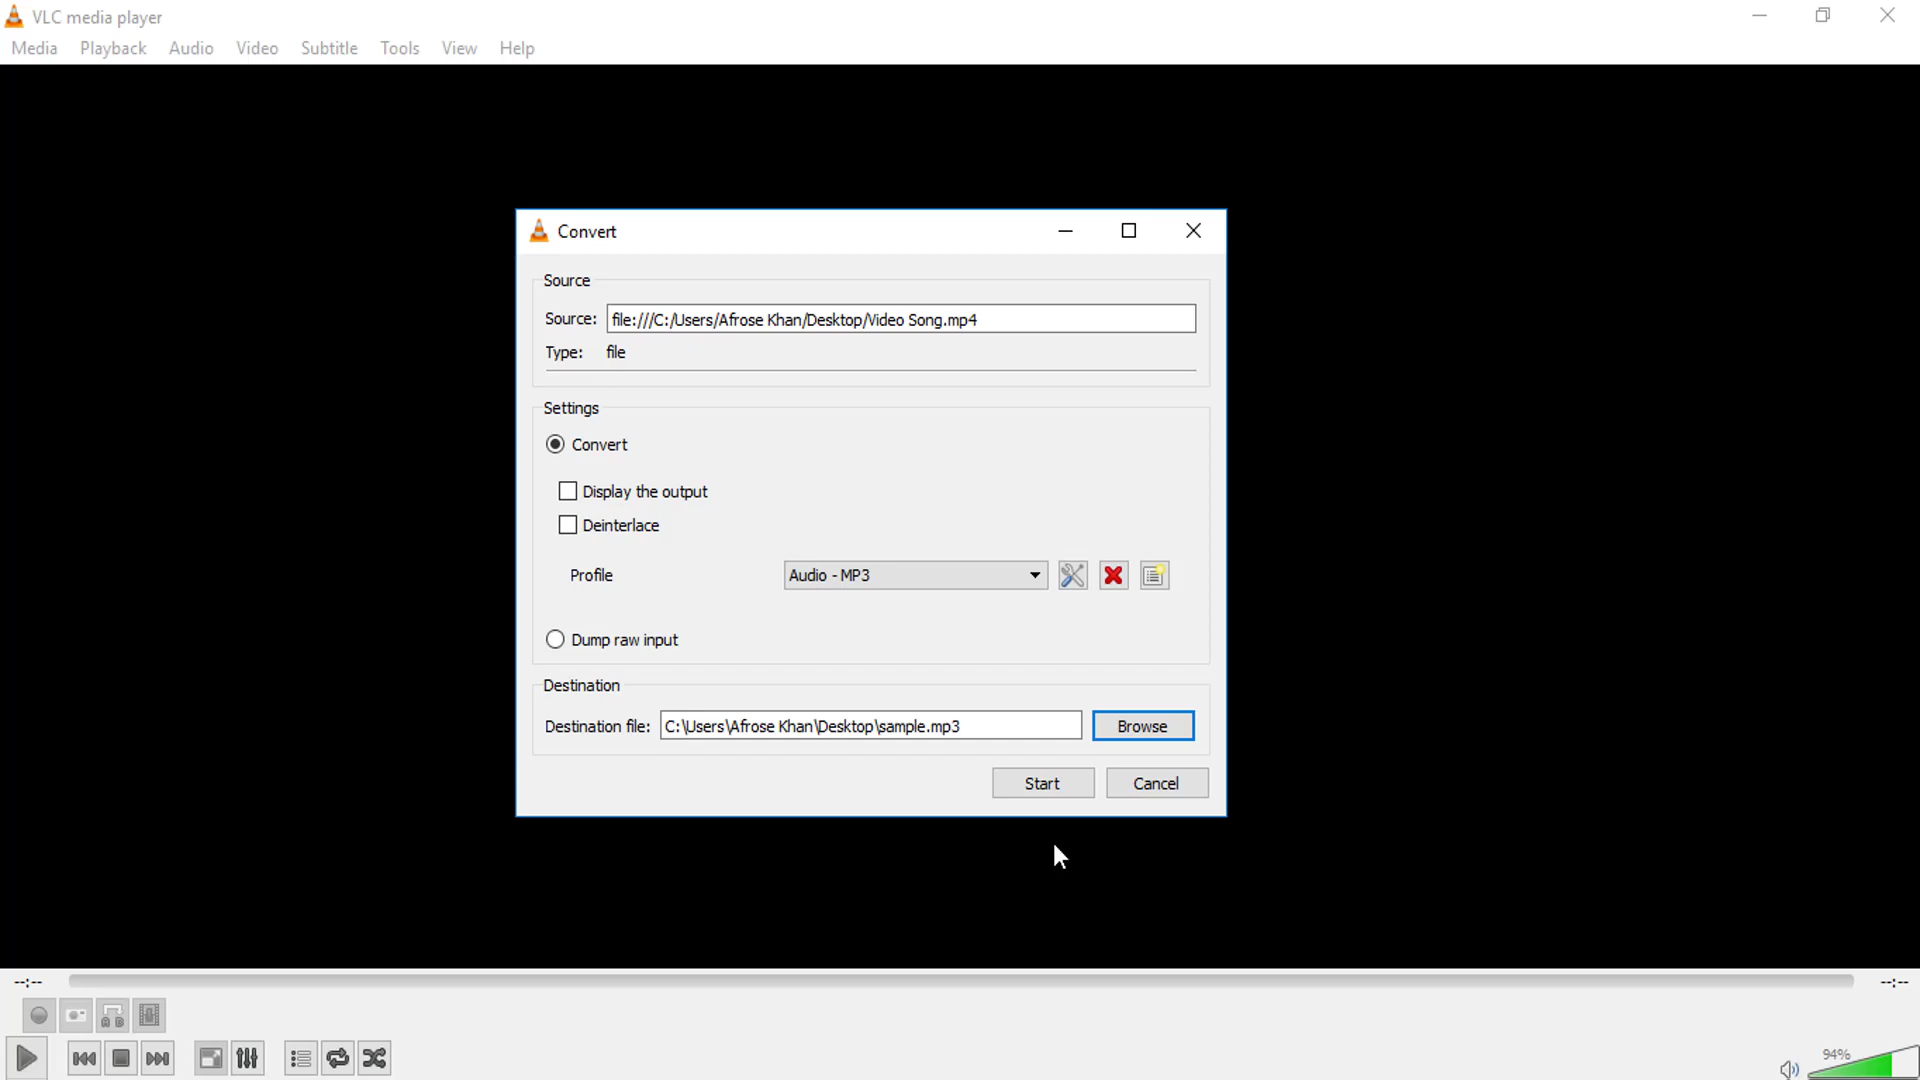 VLC media player
Media Playback Audio Video Subtitle Tools View Help
Convert
Source
Source: file:///C:/Users/Afrose Khan/Desktop/Video Song.mp4
Type: file
Settings
Convert
Display the output
Deinterlace
Profile Audio - MP3
Dump raw input
Destination
Destination file: C:\Users\Afrose Khan\Desktop\sample.mp3 Browse
Start Cancel
--:-- --:--
A B
94%